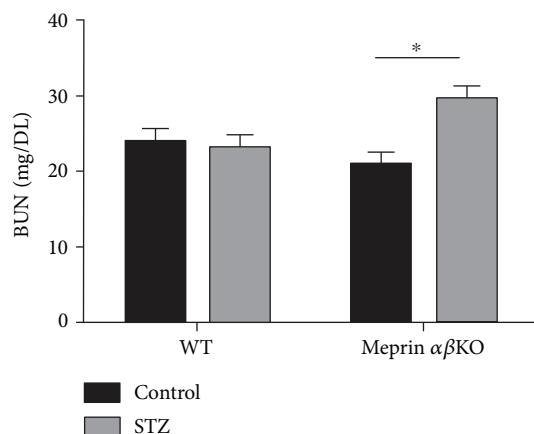 40
30
20
10
0
BUN (mg/DL)
*
WT
Meprin αβKO
Control
STZ